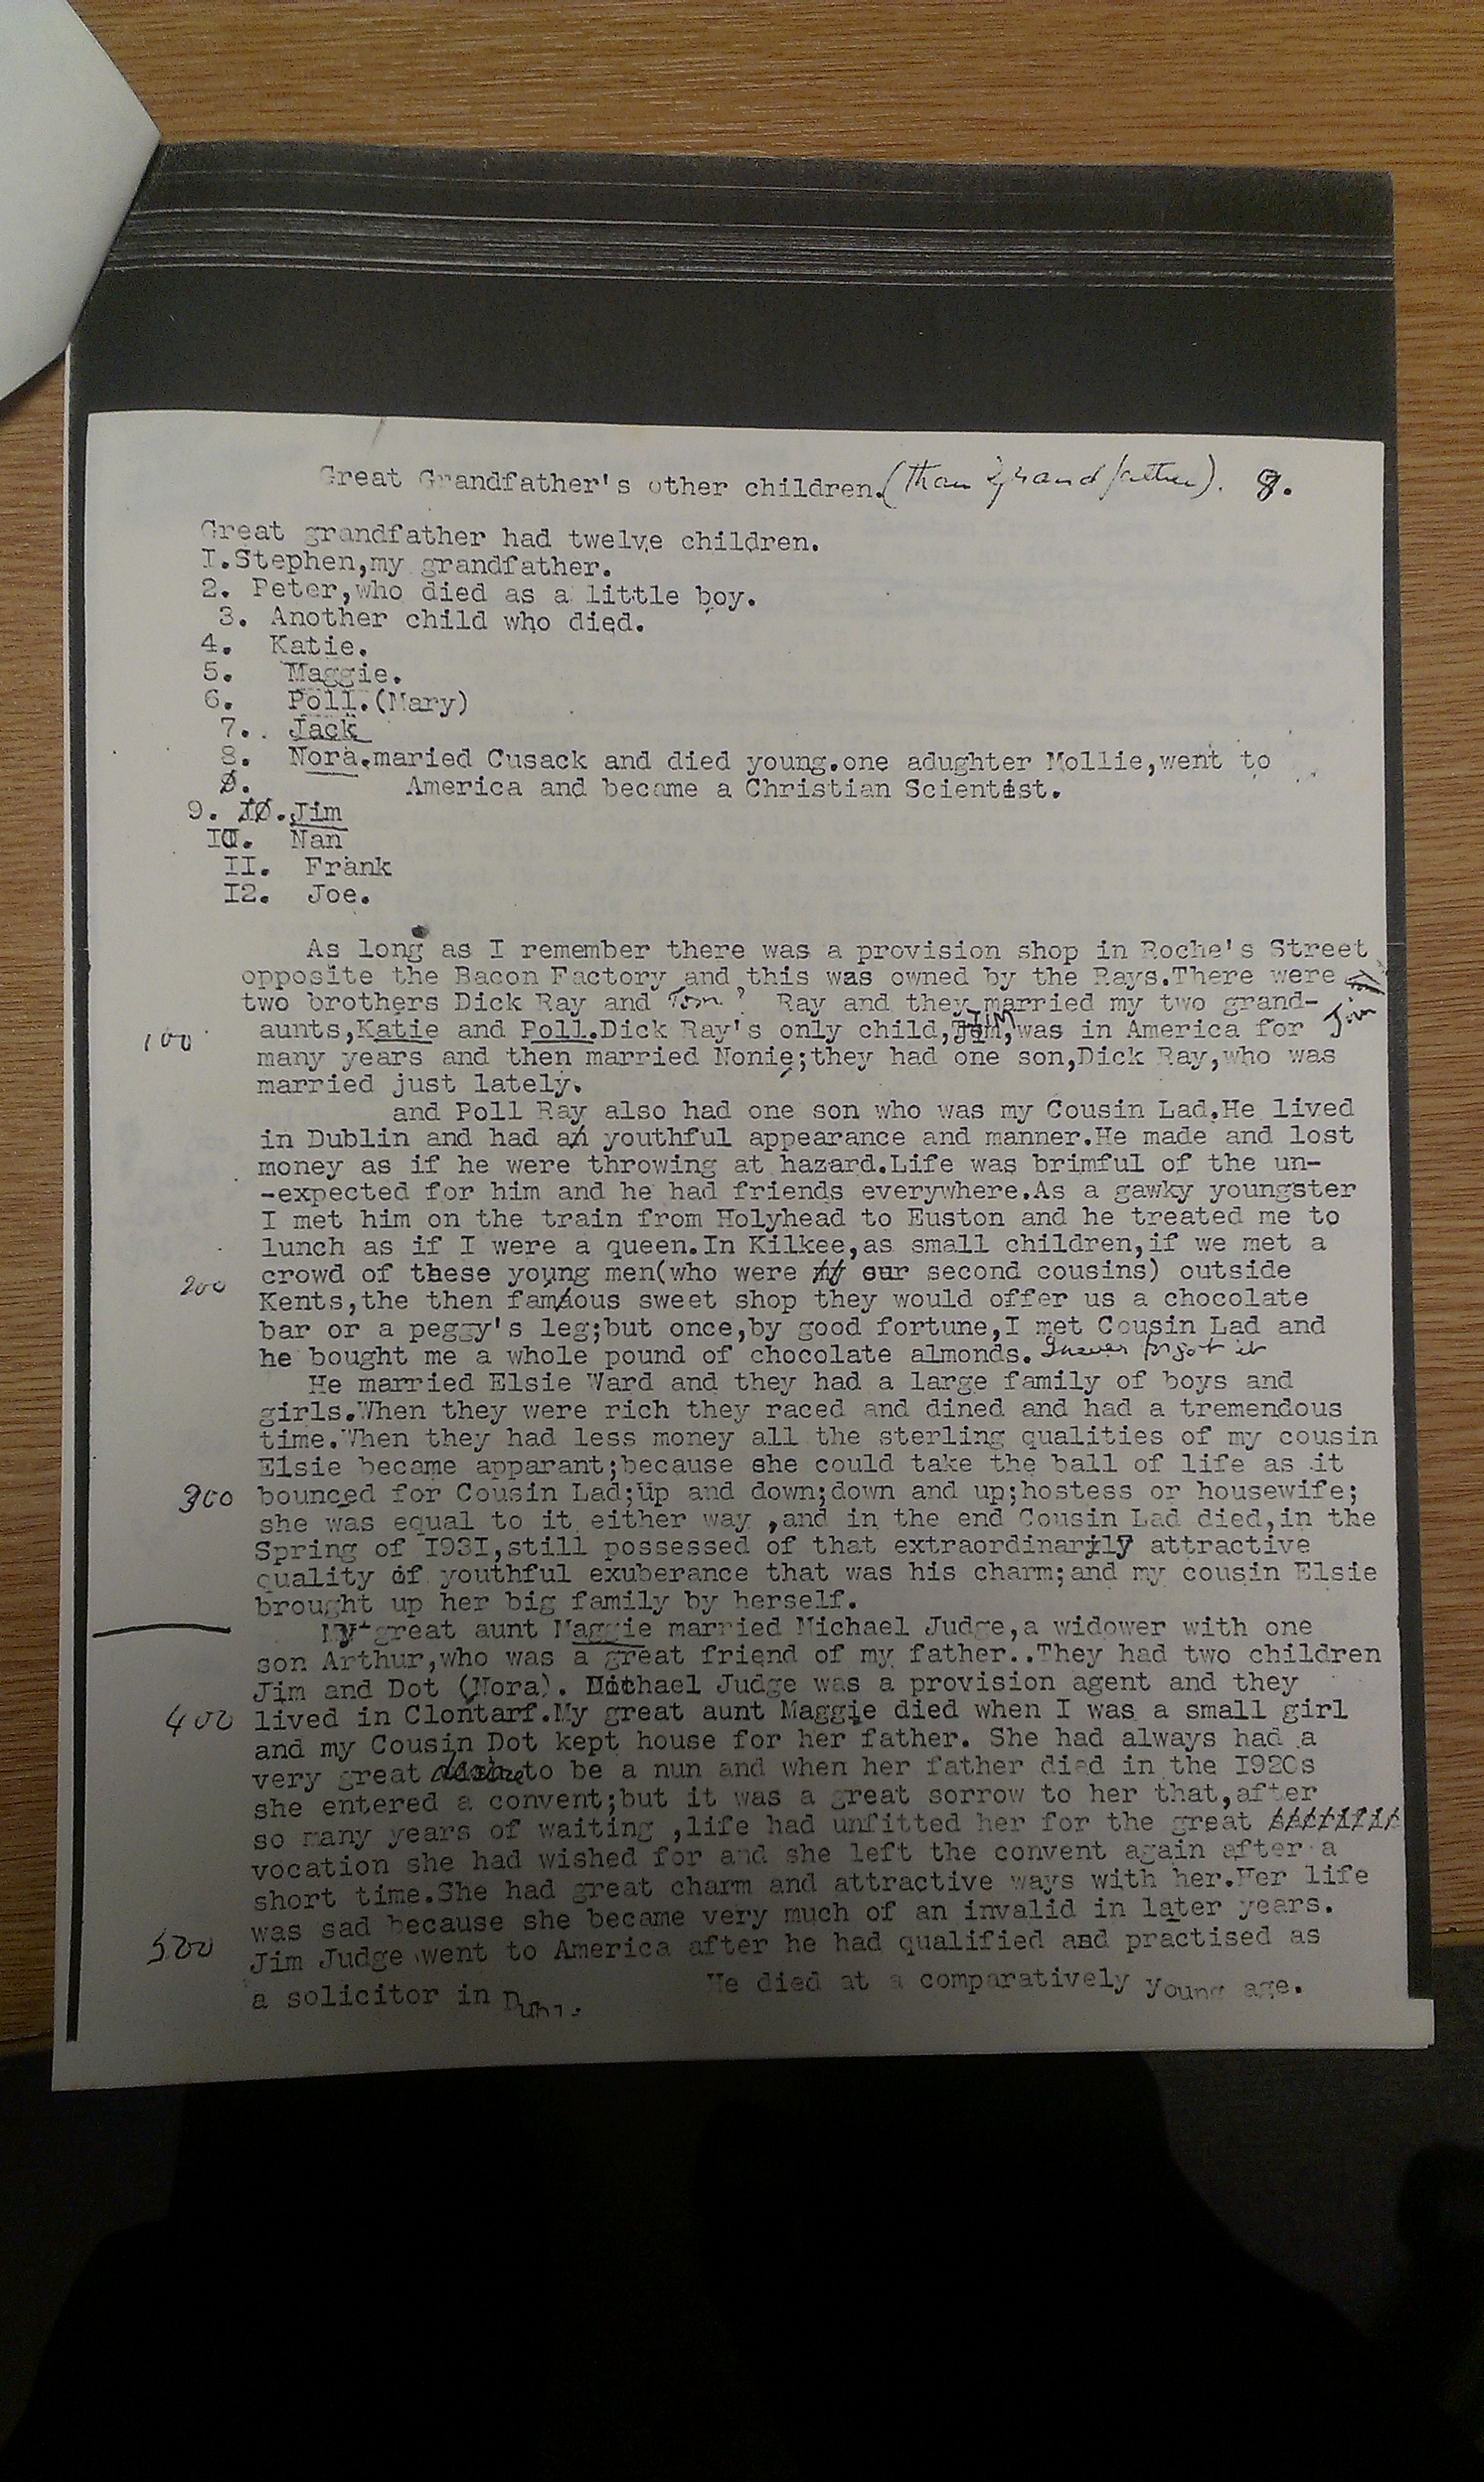 Great Grandfather's other children.(than grandfather). 8.
Great grandfather had twelve children.
I.Stephen,my grandfather.
2. Peter,who died as a little boy.
3. Another child who died.
4. Katie.
5. Maggie.
6. Poll.(Mary)
7. Jack
8. Nora.maried Cusack and died young.one adughter Mollie,went to
America and became a Christian Scientist.
9. Jim
I0. Nan
II. Frank
I2. Joe.
As long as I remember there was a provision shop in Roche's Street
opposite the Bacon Factory and this was owned by the Rays.There were
two brothers Dick Ray and Tom? Ray and they married my two grand-
100 aunts,Katie and Poll.Dick Ray's only child,JIM,was in America for Jim
many years and then married Nonie;they had one son,Dick Ray,who was
married just lately.
and Poll Ray also had one son who was my Cousin Lad.He lived
in Dublin and had a youthful appearance and manner.He made and lost
money as if he were throwing at hazard.Life was brimful of the un-
-expected for him and he had friends everywhere.As a gawky youngster
I met him on the train from Holyhead to Euston and he treated me to
lunch as if I were a queen.In Kilkee,as small children,if we met a
200 crowd of these young men(who were our second cousins) outside
Kents,the then famous sweet shop they would offer us a chocolate
bar or a peggy's leg;but once,by good fortune,I met Cousin Lad and
he bought me a whole pound of chocolate almonds. I never forgot it
He married Elsie Ward and they had a large family of boys and
girls.When they were rich they raced and dined and had a tremendous
time.When they had less money all the sterling qualities of my cousin
Elsie became apparant;because she could take the ball of life as it
300 bounced for Cousin Lad;up and down;down and up;hostess or housewife;
she was equal to it either way ,and in the end Cousin Lad died,in the
Spring of I93I,still possessed of that extraordinarily attractive
quality of youthful exuberance that was his charm;and my cousin Elsie
brought up her big family by herself.
My great aunt Maggie married Michael Judge,a widower with one
son Arthur,who was a great friend of my father..They had two children
Jim and Dot (Nora). Michael Judge was a provision agent and they
400 lived in Clontarf.My great aunt Maggie died when I was a small girl
and my Cousin Dot kept house for her father. She had always had a
very great desire to be a nun and when her father died in the I920s
she entered a convent;but it was a great sorrow to her that,after
so many years of waiting ,life had unfitted her for the great
vocation she had wished for and she left the convent again after a
short time.She had great charm and attractive ways with her.Her life
was sad because she became very much of an invalid in later years.
500 Jim Judge went to America after he had qualified and practised as
a solicitor in He died at a comparatively young age.